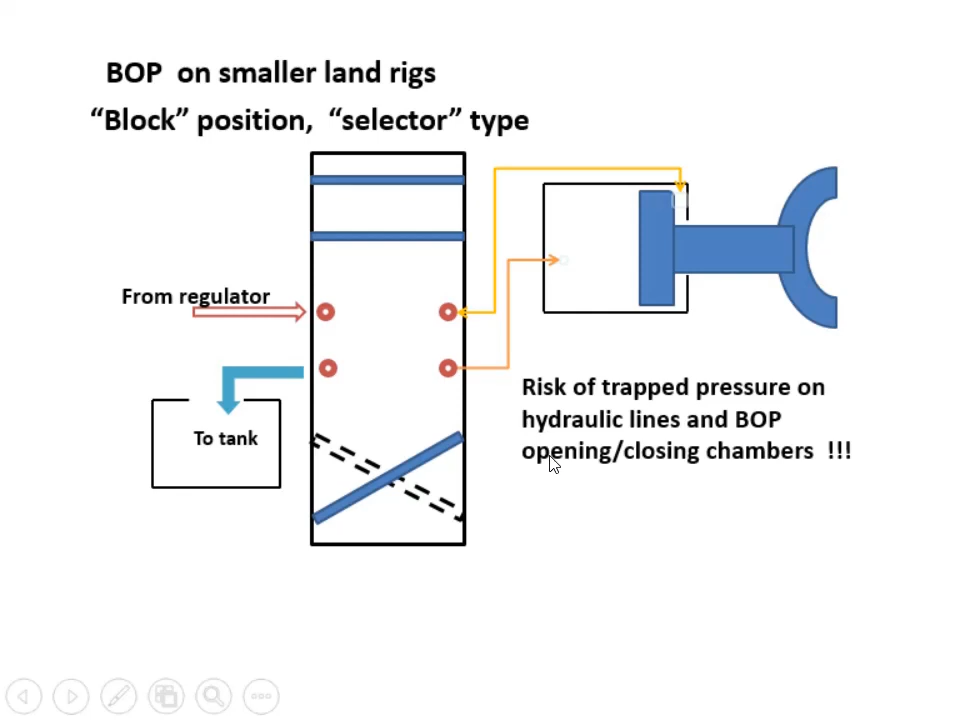 BOP  on smaller land rigs
“Block” position,  “selector” type
From regulator
To tank
Risk of trapped pressure on
hydraulic lines and BOP
opening/closing chambers  !!!